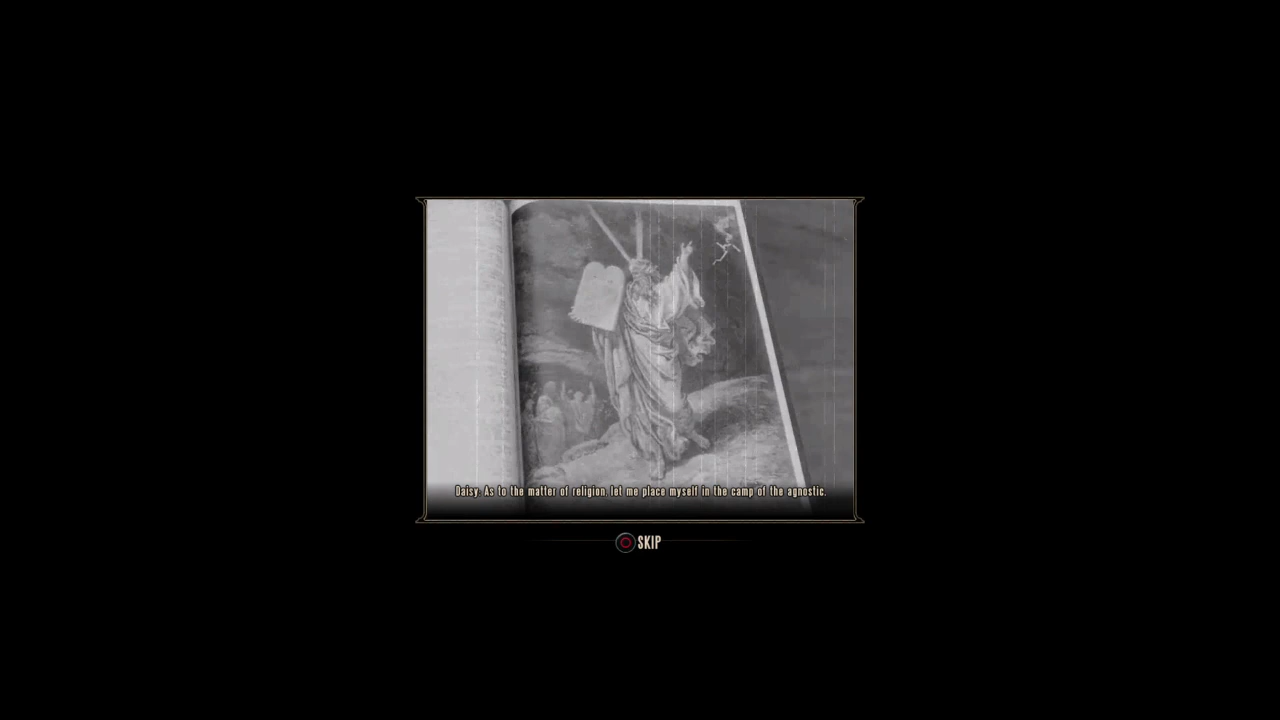 Daisy: As to the matter of religion, let me place myself in the camp of the agnostic.
SKIP